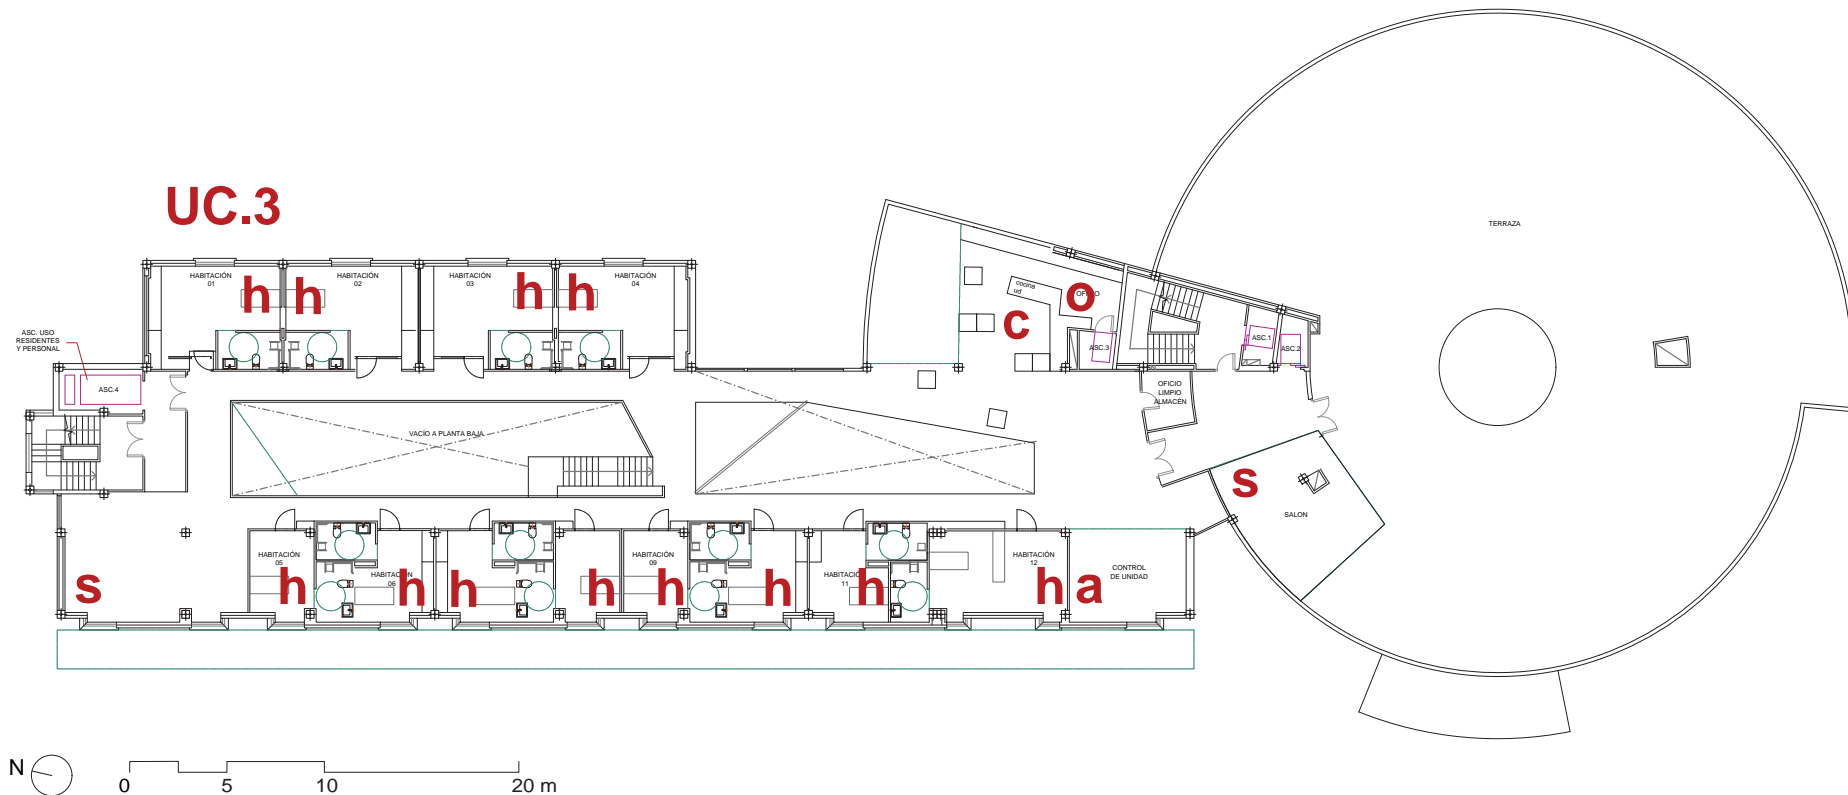 UC.3
TERRAZA
HABITACIÓN
01
h
h
HABITACIÓN
02
HABITACIÓN
03
h
h
HABITACIÓN
04
cocina
ud
OFICIO
o
c
ASC. USO
RESIDENTES
Y PERSONAL
ASC.4
ASC.3
ASC.1
ASC.2
OFICIO
LIMPIO
ALMACÉN
VACÍO A PLANTA BAJA
s
SALON
HABITACIÓN
05
h
HABITACIÓN
06
h
h
h
HABITACIÓN
09
h
h
HABITACIÓN
11
h
HABITACIÓN
12
h
a
CONTROL
DE UNIDAD
s
N
0 5 10 20 m